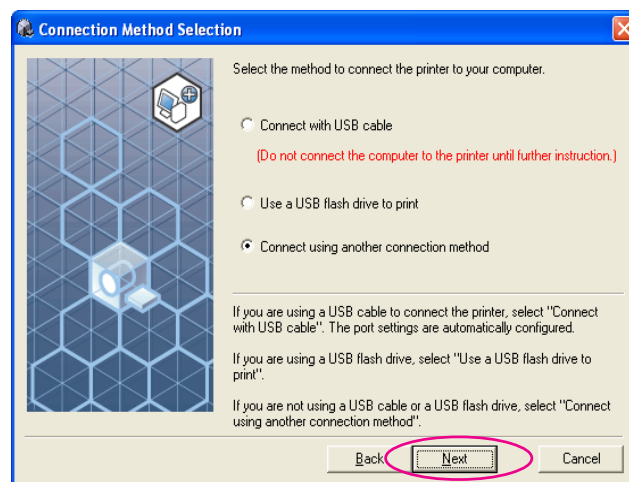 Connection Method Selection
Select the method to connect the printer to your computer.
Connect with USB cable
(Do not connect the computer to the printer until further instruction.)
Use a USB flash drive to print
Connect using another connection method
If you are using a USB cable to connect the printer, select "Connect
with USB cable". The port settings are automatically configured.
If you are using a USB flash drive, select "Use a USB flash drive to
print".
If you are not using a USB cable or a USB flash drive, select "Connect
using another connection method".
Back Next Cancel